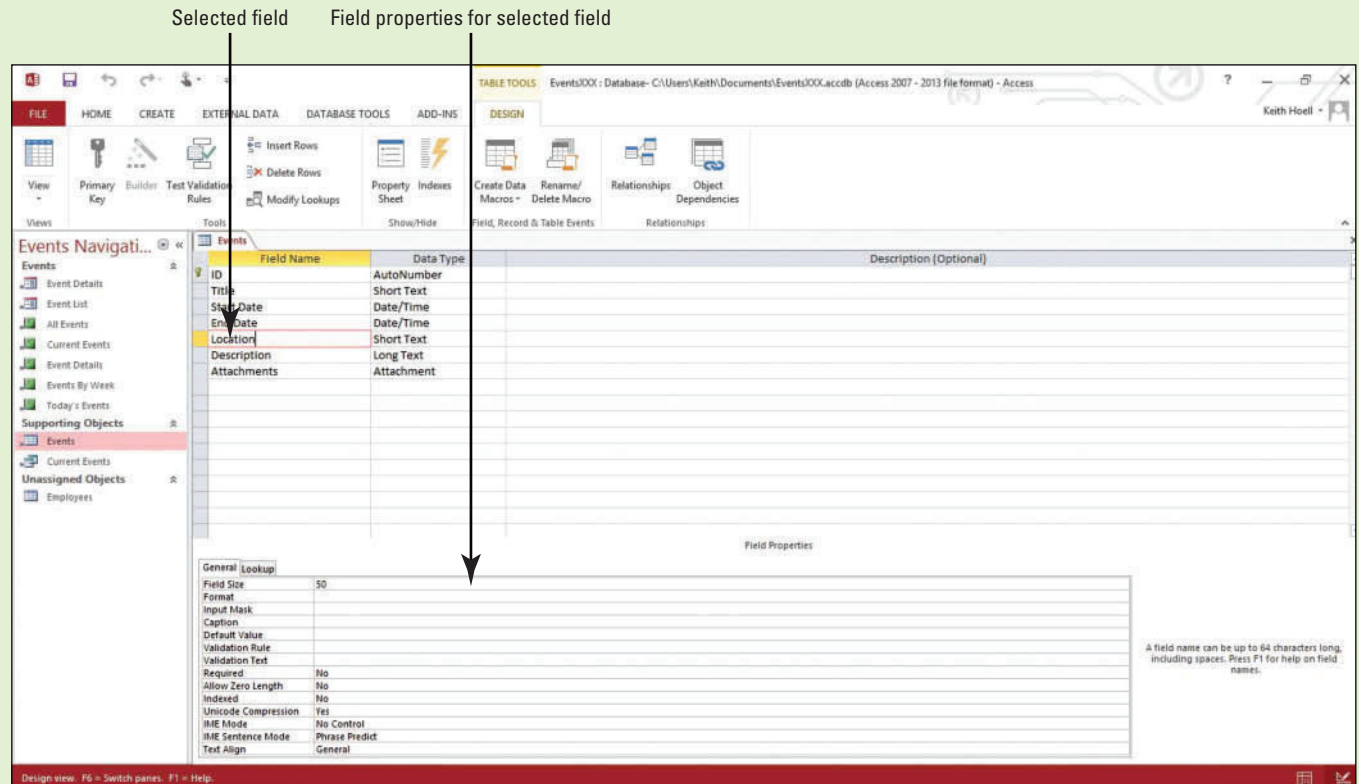 Selected field Field properties for selected field
TABLE TOOLS EventsXXX : Database- C:\Users\Keith\Documents\EventsXXX.accdb (Access 2007 - 2013 file format) - Access ?
FILE HOME CREATE EXTERNAL DATA DATABASE TOOLS ADD-INS DESIGN Keith Hoell
View
Primary Key
Builder
Test Validation Rules
Insert Rows
Delete Rows
Modify Lookups
Property Sheet
Indexes
Create Data Macros
Rename/ Delete Macro
Relationships
Object Dependencies
Views Tools Show/Hide Field, Record & Table Events Relationships
Events Navigati...
Events
Event Details
Event List
All Events
Current Events
Event Details
Events By Week
Today's Events
Supporting Objects
Events
Current Events
Unassigned Objects
Employees
Events
Field Name Data Type Description (Optional)
ID AutoNumber
Title Short Text
Start Date Date/Time
End Date Date/Time
Location Short Text
Description Long Text
Attachments Attachment
Field Properties
General Lookup
Field Size 50
Format
Input Mask
Caption
Default Value
Validation Rule
Validation Text
Required No
Allow Zero Length No
Indexed No
Unicode Compression Yes
IME Mode No Control
IME Sentence Mode Phrase Predict
Text Align General
A field name can be up to 64 characters long,
including spaces. Press F1 for help on field
names.
Design view. F6 = Switch panes. F1 = Help.